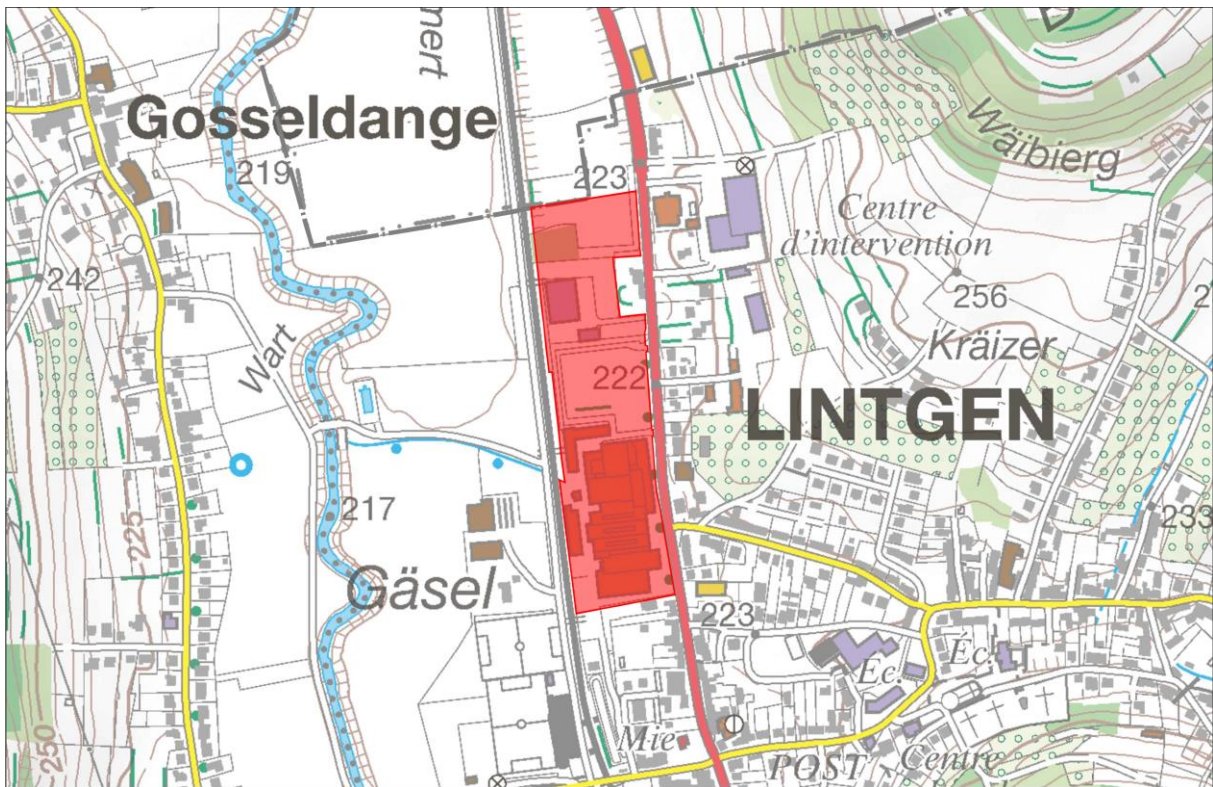 Gosseldange
219
223
Wäïbierg
Centre
d'intervention
242
256
Wart
Kräizer
222
LINTGEN
217
233
225
Gäsel
223
Éc.
Éc.
Mie
250
POST
Centre